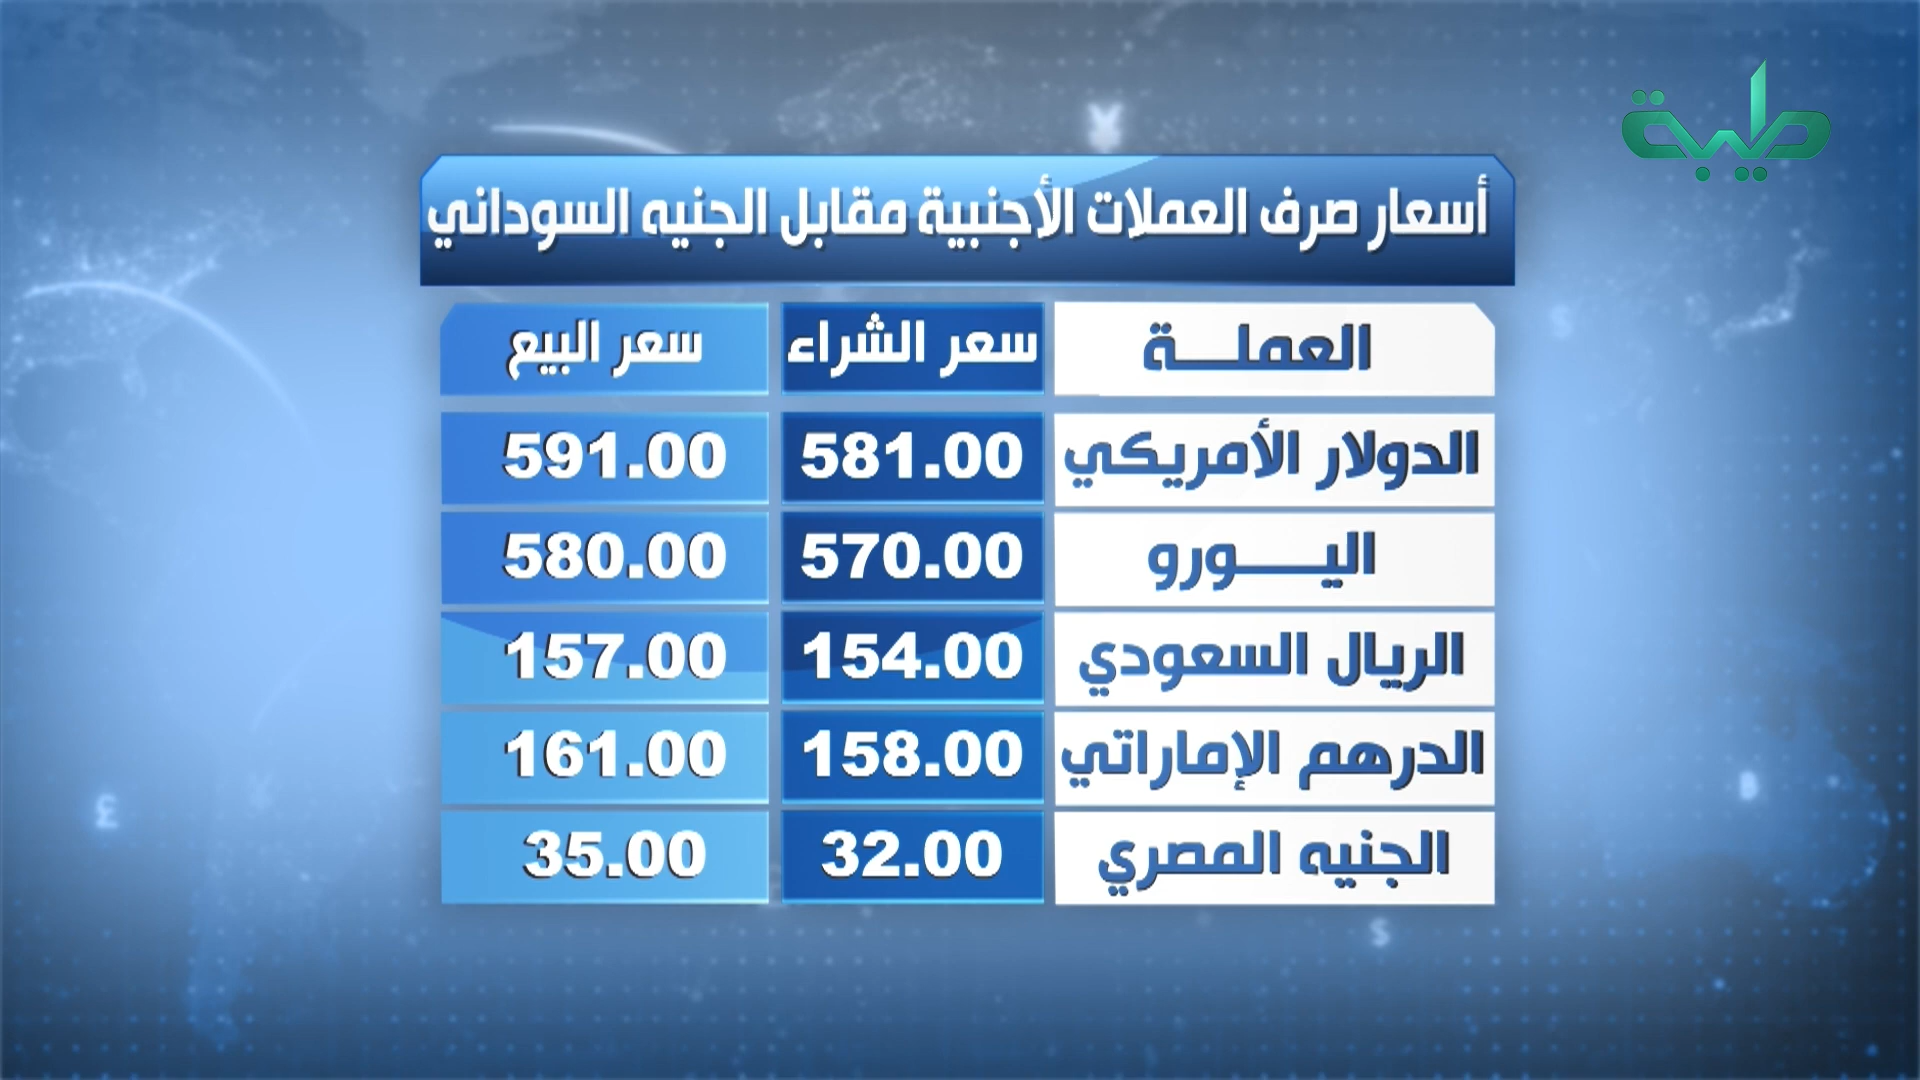 طيبة
أسعار صرف العملات الأجنبية مقابل الجنيه السوداني
العملـــة سعر الشراء سعر البيع
الدولار الأمريكي 581.00 591.00
اليـــــورو 570.00 580.00
الريال السعودي 154.00 157.00
الدرهم الإماراتي 158.00 161.00
الجنيه المصري 32.00 35.00